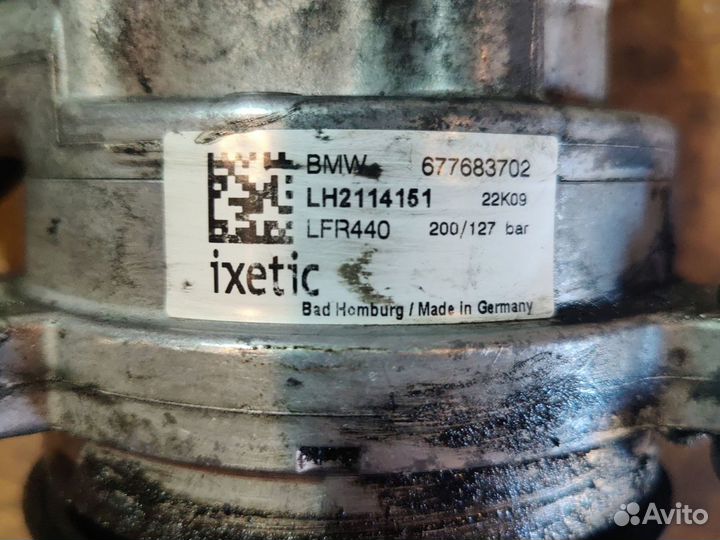 BMW 677683702
LH2114151 22K09
LFR440 200/127 bar
ixetic
Bad Homburg / Made in Germany
Avito